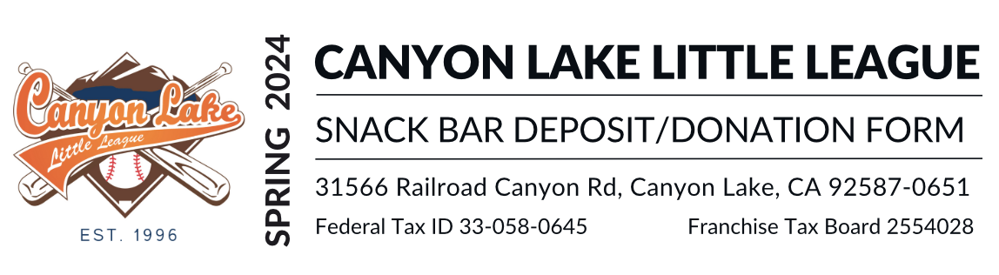 Canyon Lake
Little League
EST. 1996
SPRING 2024
CANYON LAKE LITTLE LEAGUE
SNACK BAR DEPOSIT/DONATION FORM
31566 Railroad Canyon Rd, Canyon Lake, CA 92587-0651
Federal Tax ID 33-058-0645
Franchise Tax Board 2554028